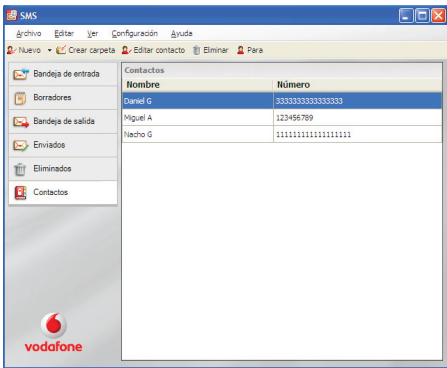 SMS
Archivo Editar Ver Configuración Ayuda
Nuevo Crear carpeta Editar contacto Eliminar Para
Bandeja de entrada
Borradores
Bandeja de salida
Enviados
Eliminados
Contactos
Contactos
Nombre Número
Daniel G 3333333333333333
Miguel A 123456789
Nacho G 111111111111111111
vodafone